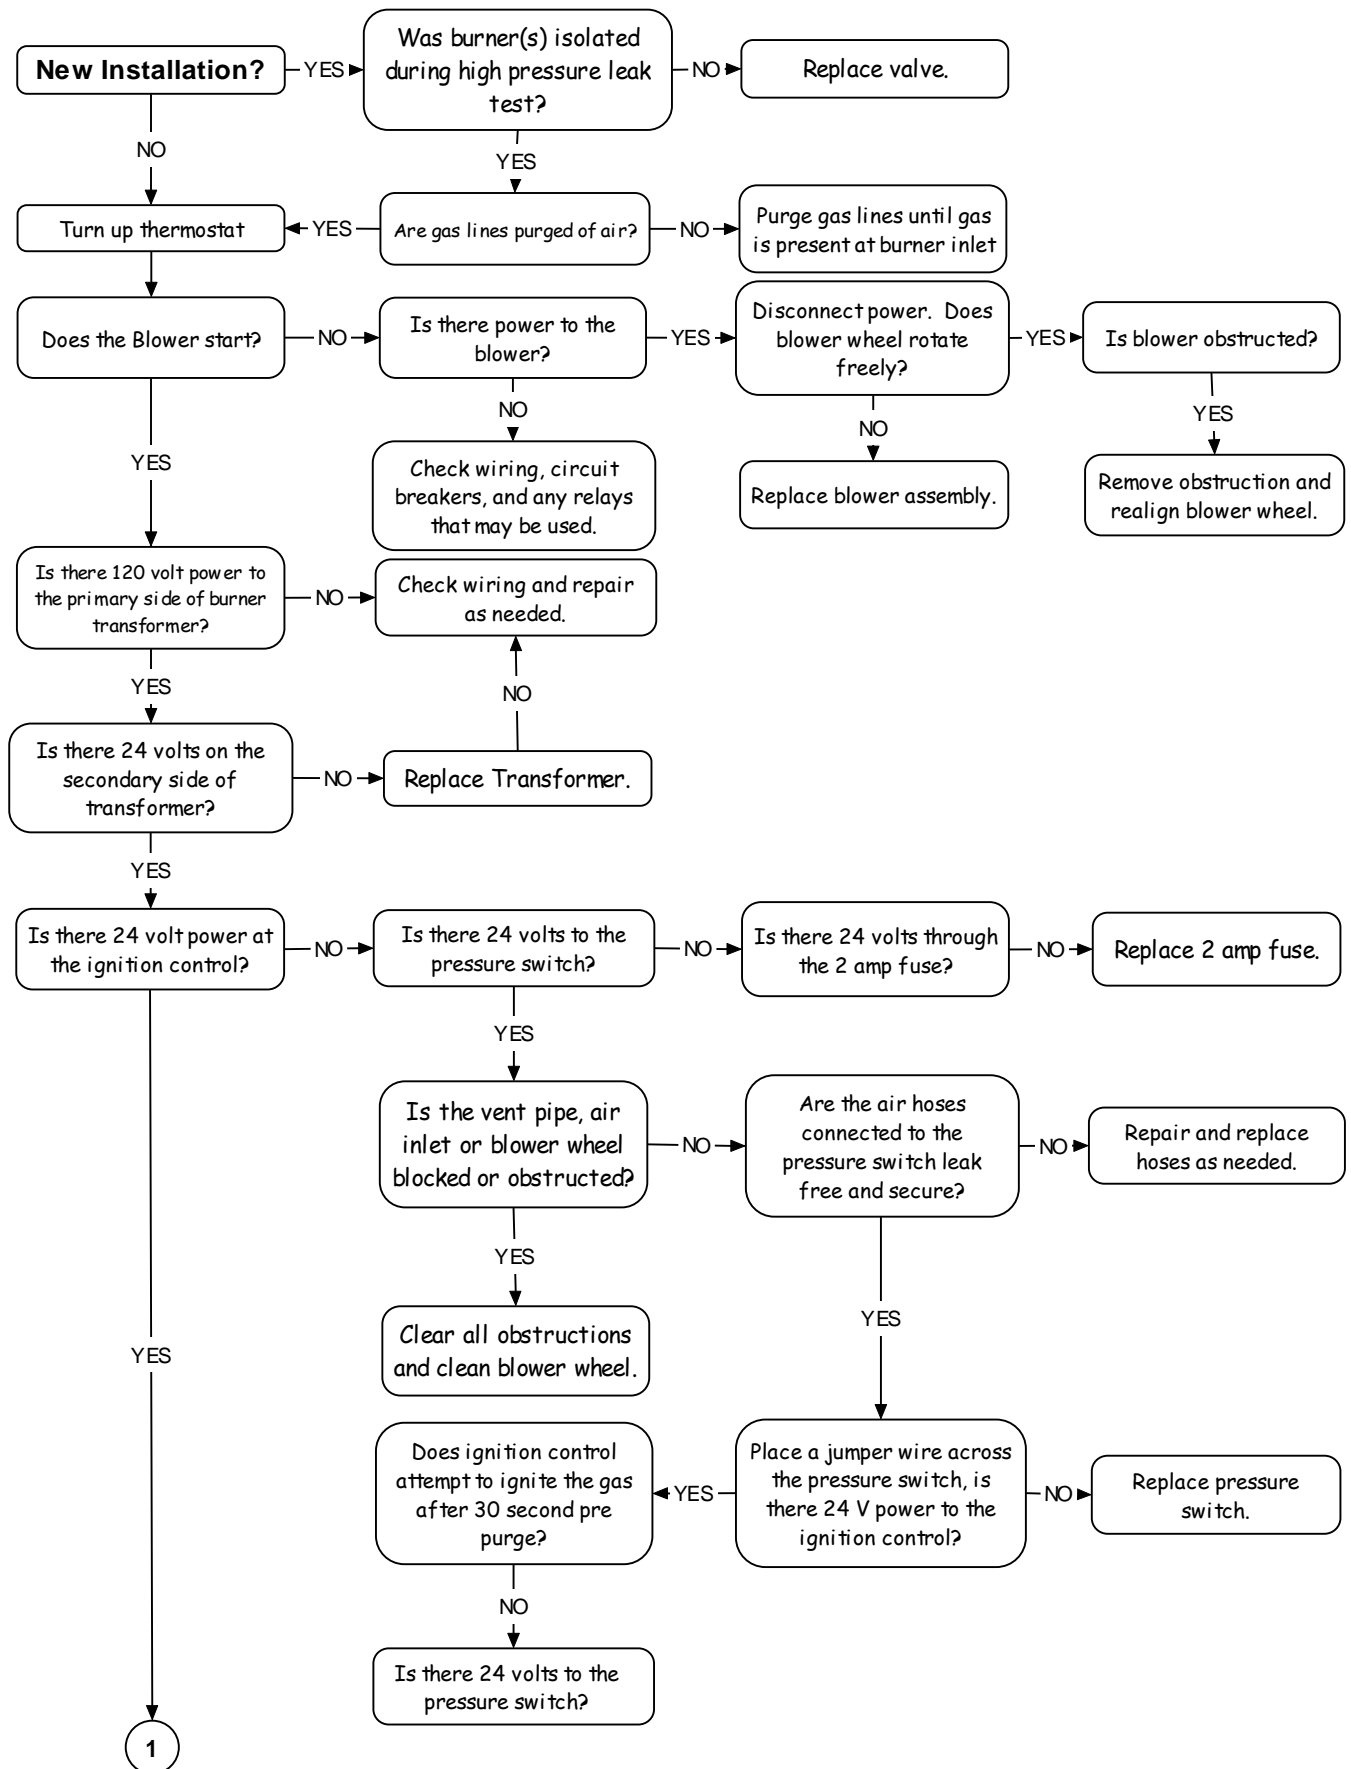 New Installation?
YES
Was burner(s) isolated
during high pressure leak
test?
NO
Replace valve.
NO
YES
Turn up thermostat
YES
Are gas lines purged of air?
NO
Purge gas lines until gas
is present at burner inlet
Does the Blower start?
NO
Is there power to the
blower?
YES
Disconnect power. Does
blower wheel rotate
freely?
YES
Is blower obstructed?
NO
NO
YES
YES
Check wiring, circuit
breakers, and any relays
that may be used.
Replace blower assembly.
Remove obstruction and
realign blower wheel.
Is there 120 volt power to
the primary side of burner
transformer?
NO
Check wiring and repair
as needed.
YES
NO
Is there 24 volts on the
secondary side of
transformer?
NO
Replace Transformer.
YES
Is there 24 volt power at
the ignition control?
NO
Is there 24 volts to the
pressure switch?
NO
Is there 24 volts through
the 2 amp fuse?
NO
Replace 2 amp fuse.
YES
Is the vent pipe, air
inlet or blower wheel
blocked or obstructed?
NO
Are the air hoses
connected to the
pressure switch leak
free and secure?
NO
Repair and replace
hoses as needed.
YES
YES
YES
Clear all obstructions
and clean blower wheel.
Does ignition control
attempt to ignite the gas
after 30 second pre
purge?
YES
Place a jumper wire across
the pressure switch, is
there 24 V power to the
ignition control?
NO
Replace pressure
switch.
NO
Is there 24 volts to the
pressure switch?
1